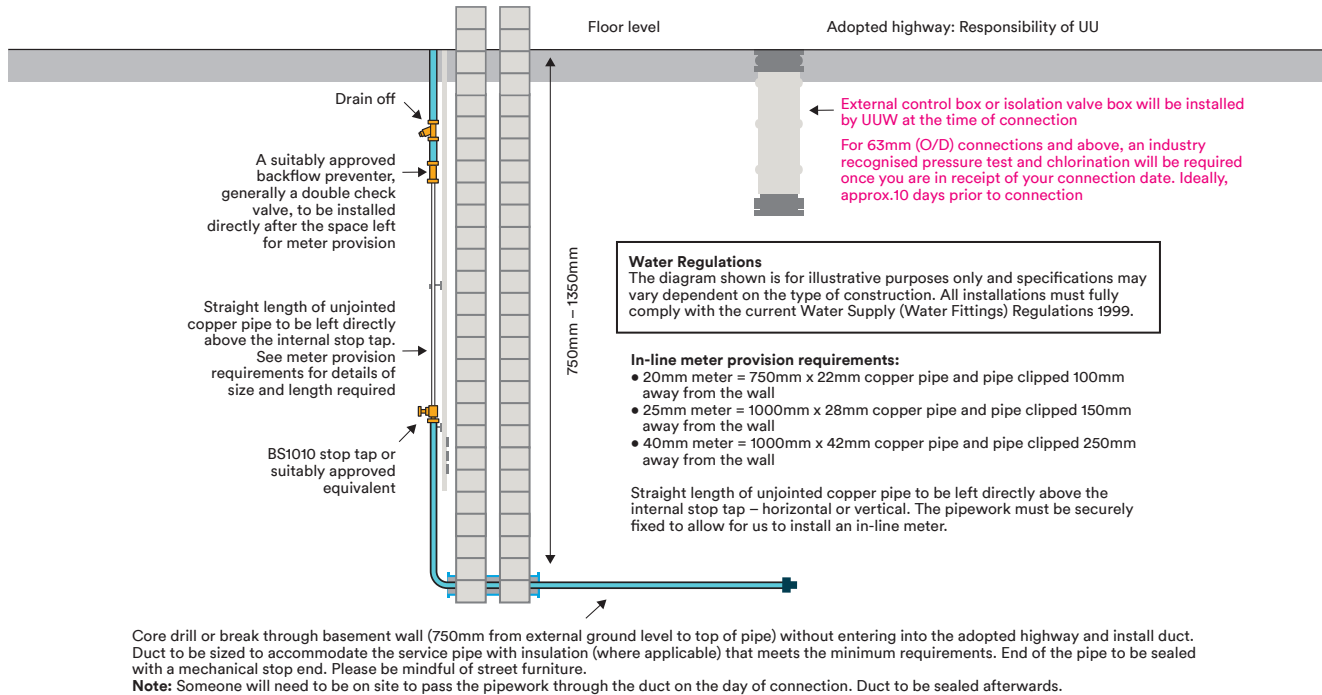 Floor level
Adopted highway: Responsibility of UU
Drain off
External control box or isolation valve box will be installed
by UUW at the time of connection
For 63mm (O/D) connections and above, an industry
recognised pressure test and chlorination will be required
once you are in receipt of your connection date. Ideally,
approx.10 days prior to connection
A suitably approved
backflow preventer,
generally a double check
valve, to be installed
directly after the space left
for meter provision
750mm – 1350mm
Water Regulations
The diagram shown is for illustrative purposes only and specifications may
vary dependent on the type of construction. All installations must fully
comply with the current Water Supply (Water Fittings) Regulations 1999.
Straight length of unjointed
copper pipe to be left directly
above the internal stop tap.
See meter provision
requirements for details of
size and length required
In-line meter provision requirements:
● 20mm meter = 750mm x 22mm copper pipe and pipe clipped 100mm
away from the wall
● 25mm meter = 1000mm x 28mm copper pipe and pipe clipped 150mm
away from the wall
● 40mm meter = 1000mm x 42mm copper pipe and pipe clipped 250mm
away from the wall
BS1010 stop tap or
suitably approved
equivalent
Straight length of unjointed copper pipe to be left directly above the
internal stop tap – horizontal or vertical. The pipework must be securely
fixed to allow for us to install an in-line meter.
Core drill or break through basement wall (750mm from external ground level to top of pipe) without entering into the adopted highway and install duct.
Duct to be sized to accommodate the service pipe with insulation (where applicable) that meets the minimum requirements. End of the pipe to be sealed
with a mechanical stop end. Please be mindful of street furniture.
Note: Someone will need to be on site to pass the pipework through the duct on the day of connection. Duct to be sealed afterwards.